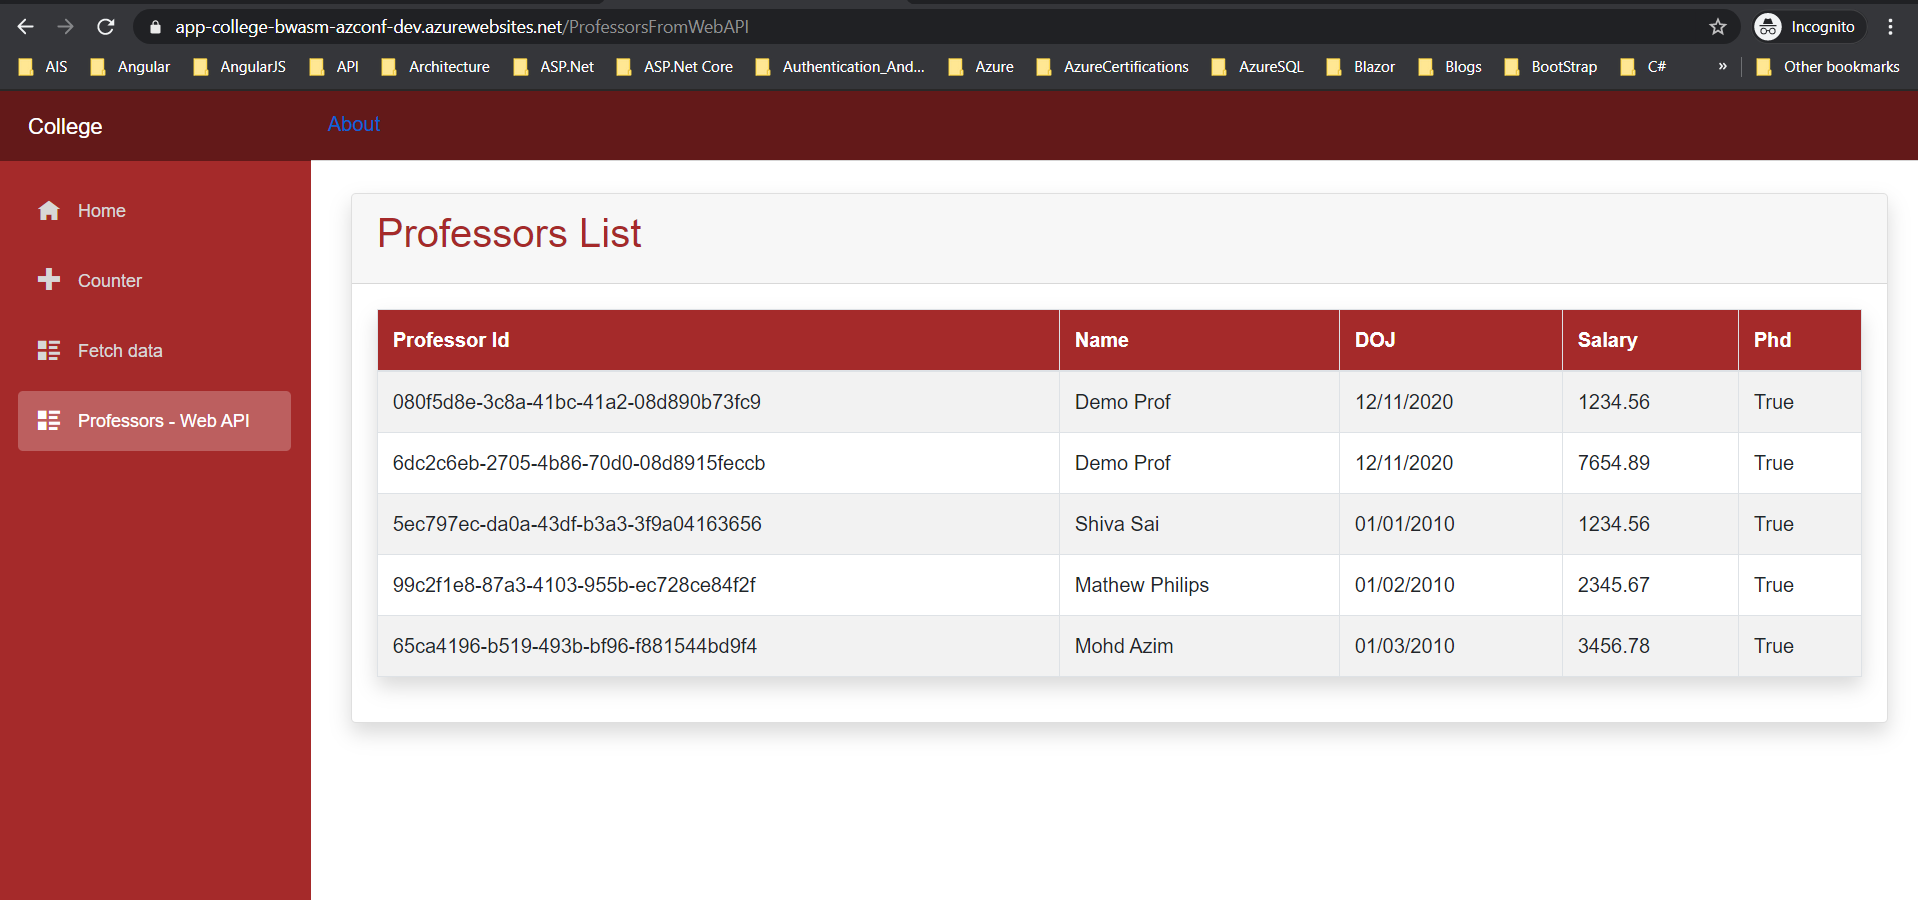 app-college-bwasm-azconf-dev.azurewebsites.net/ProfessorsFromWebAPI Incognito
AIS Angular AngularJS API Architecture ASP.Net ASP.Net Core Authentication_And... Azure AzureCertifications AzureSQL Blazor Blogs BootStrap C# » Other bookmarks
College About
Home
Counter
Fetch data
Professors - Web API
Professors List
Professor Id Name DOJ Salary Phd
080f5d8e-3c8a-41bc-41a2-08d890b73fc9 Demo Prof 12/11/2020 1234.56 True
6dc2c6eb-2705-4b86-70d0-08d8915feccb Demo Prof 12/11/2020 7654.89 True
5ec797ec-da0a-43df-b3a3-3f9a04163656 Shiva Sai 01/01/2010 1234.56 True
99c2f1e8-87a3-4103-955b-ec728ce84f2f Mathew Philips 01/02/2010 2345.67 True
65ca4196-b519-493b-bf96-f881544bd9f4 Mohd Azim 01/03/2010 3456.78 True